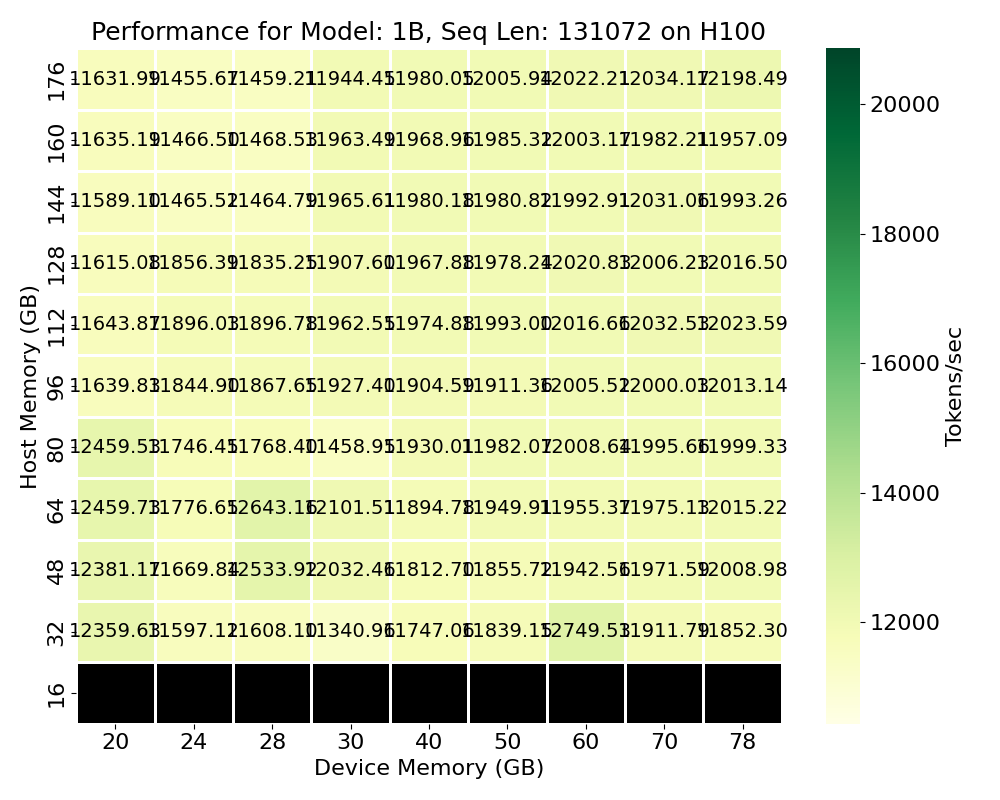 Performance for Model: 1B, Seq Len: 131072 on H100
176 11631.99 11455.67 11459.21 11944.45 11980.05 12005.94 12022.21 12034.17 12198.49
160 11635.19 11466.50 11468.53 11963.49 11968.96 11985.32 12003.17 11982.21 11957.09
144 11589.10 11465.52 11464.79 11965.61 11980.18 11980.82 11992.91 12031.06 11993.26
128 11615.08 11856.39 11835.25 11907.60 11967.88 11978.24 12020.83 12006.23 12016.50
112 11643.87 11896.03 11896.78 11962.55 11974.88 11993.00 12016.66 12032.53 12023.59
96 11639.83 11844.90 11867.65 11927.40 11904.59 11911.36 12005.52 12000.03 12013.14
80 12459.53 11746.45 11768.40 11458.95 11930.01 11982.07 12008.64 11995.66 11999.33
64 12459.73 11776.65 12643.16 12101.51 11894.78 11949.91 11955.37 11975.13 12015.22
48 12381.17 11669.84 12533.92 12032.46 11812.70 11855.72 11942.56 11971.59 12008.98
32 12359.63 11597.12 11608.10 11340.96 11747.06 11839.15 12749.53 11911.79 11852.30
16
20 24 28 30 40 50 60 70 78
Device Memory (GB)
Host Memory (GB)
20000
18000
16000
14000
12000
Tokens/sec